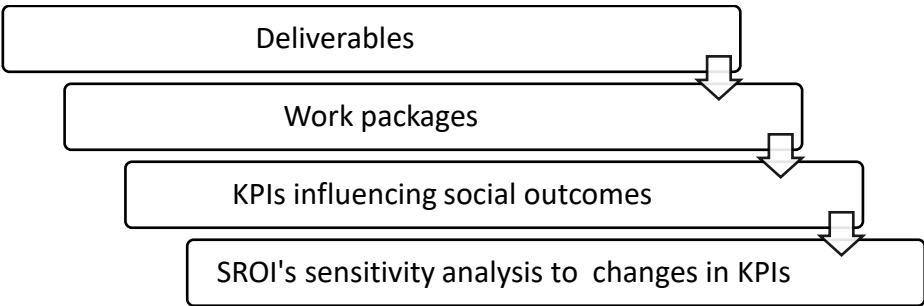 Deliverables
Work packages
KPIs influencing social outcomes
SROI's sensitivity analysis to  changes in KPIs